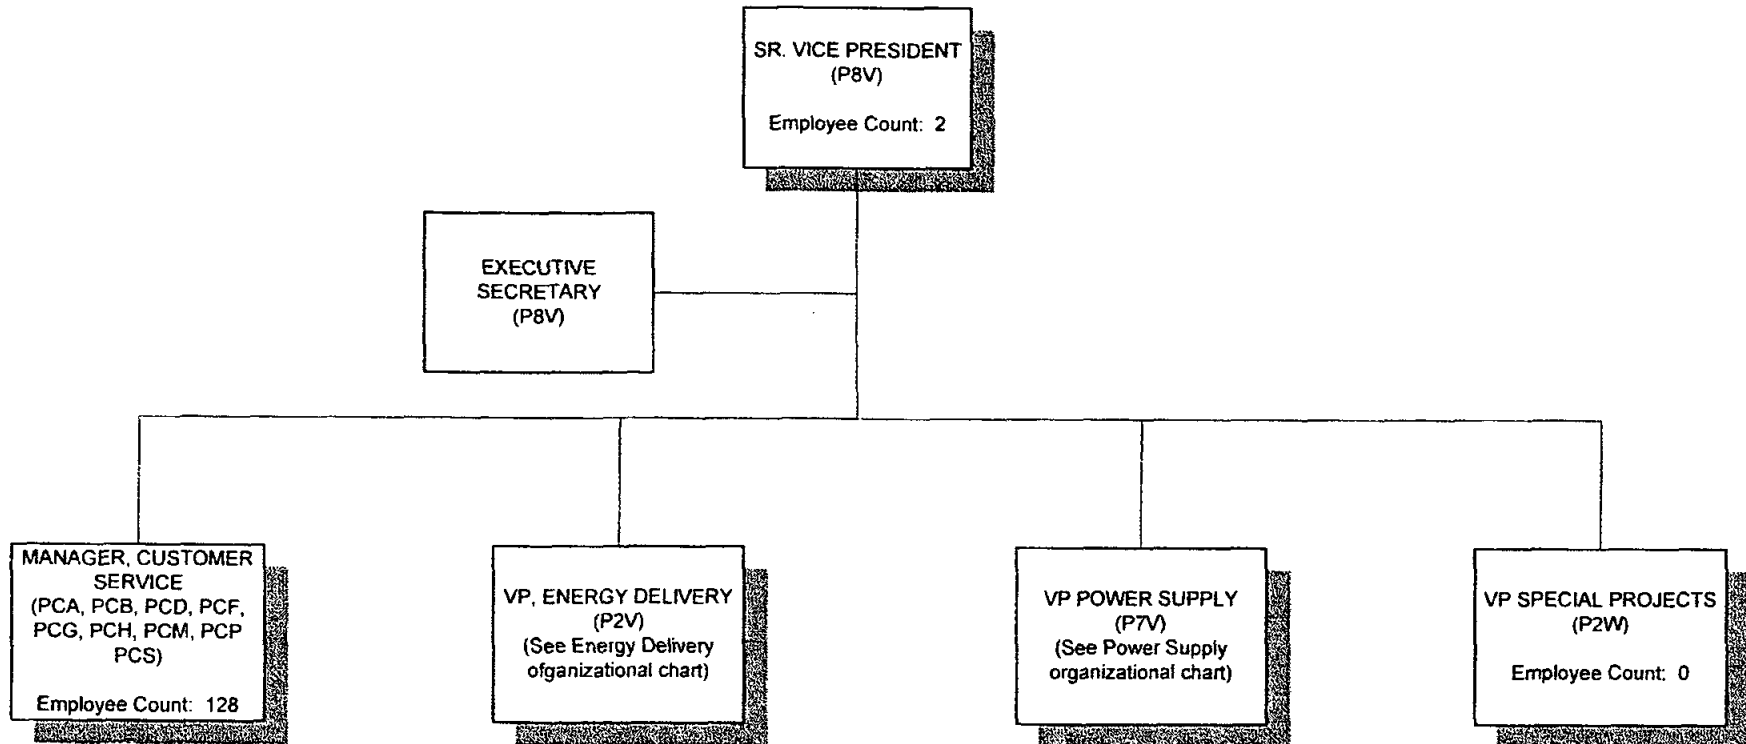 SR. VICE PRESIDENT
(P8V)
Employee Count: 2
EXECUTIVE
SECRETARY
(P8V)
MANAGER, CUSTOMER
SERVICE
(PCA, PCB, PCD, PCF,
PCG, PCH, PCM, PCP
PCS)
Employee Count: 128
VP, ENERGY DELIVERY
(P2V)
(See Energy Delivery
ofganizational chart)
VP POWER SUPPLY
(P7V)
(See Power Supply
organizational chart)
VP SPECIAL PROJECTS
(P2W)
Employee Count: 0